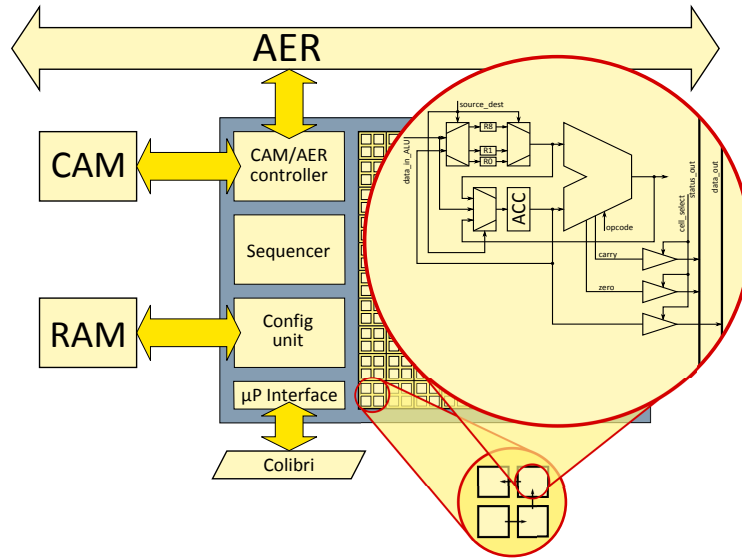 AER
source_dest
CAM
CAM/AER
controller
data_in_ALU
R8
R1
R0
ACC
opcode
cell_select
status_out
data_out
Sequencer
carry
zero
RAM
Config
unit
µP Interface
Colibri